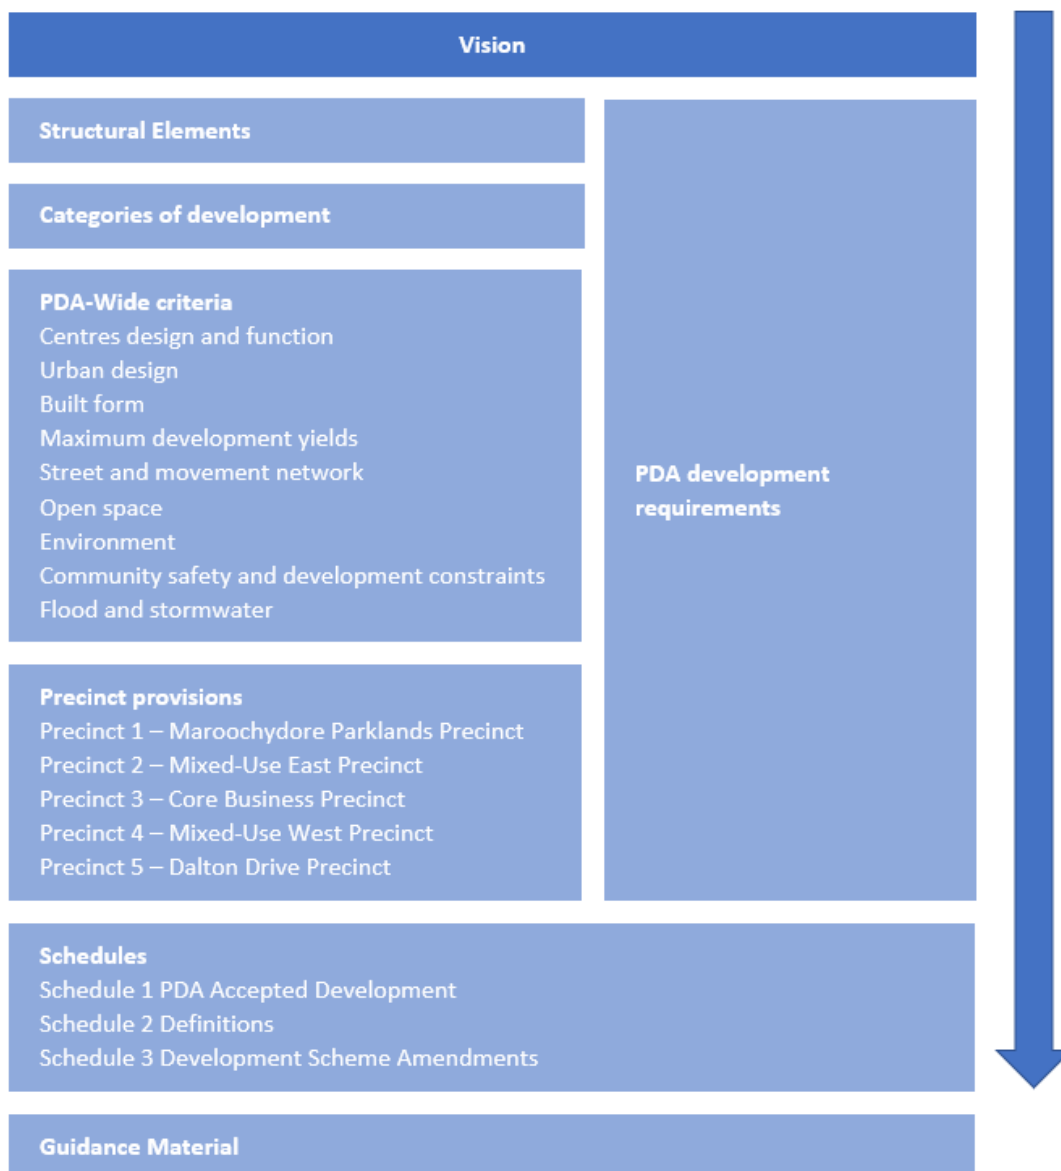 Vision
Structural Elements
Categories of development
PDA-Wide criteria
Centres design and function
Urban design
Built form
Maximum development yields
Street and movement network
Open space
Environment
Community safety and development constraints
Flood and stormwater
PDA development
requirements
Precinct provisions
Precinct 1 – Maroochydore Parklands Precinct
Precinct 2 – Mixed-Use East Precinct
Precinct 3 – Core Business Precinct
Precinct 4 – Mixed-Use West Precinct
Precinct 5 – Dalton Drive Precinct
Schedules
Schedule 1 PDA Accepted Development
Schedule 2 Definitions
Schedule 3 Development Scheme Amendments
Guidance Material